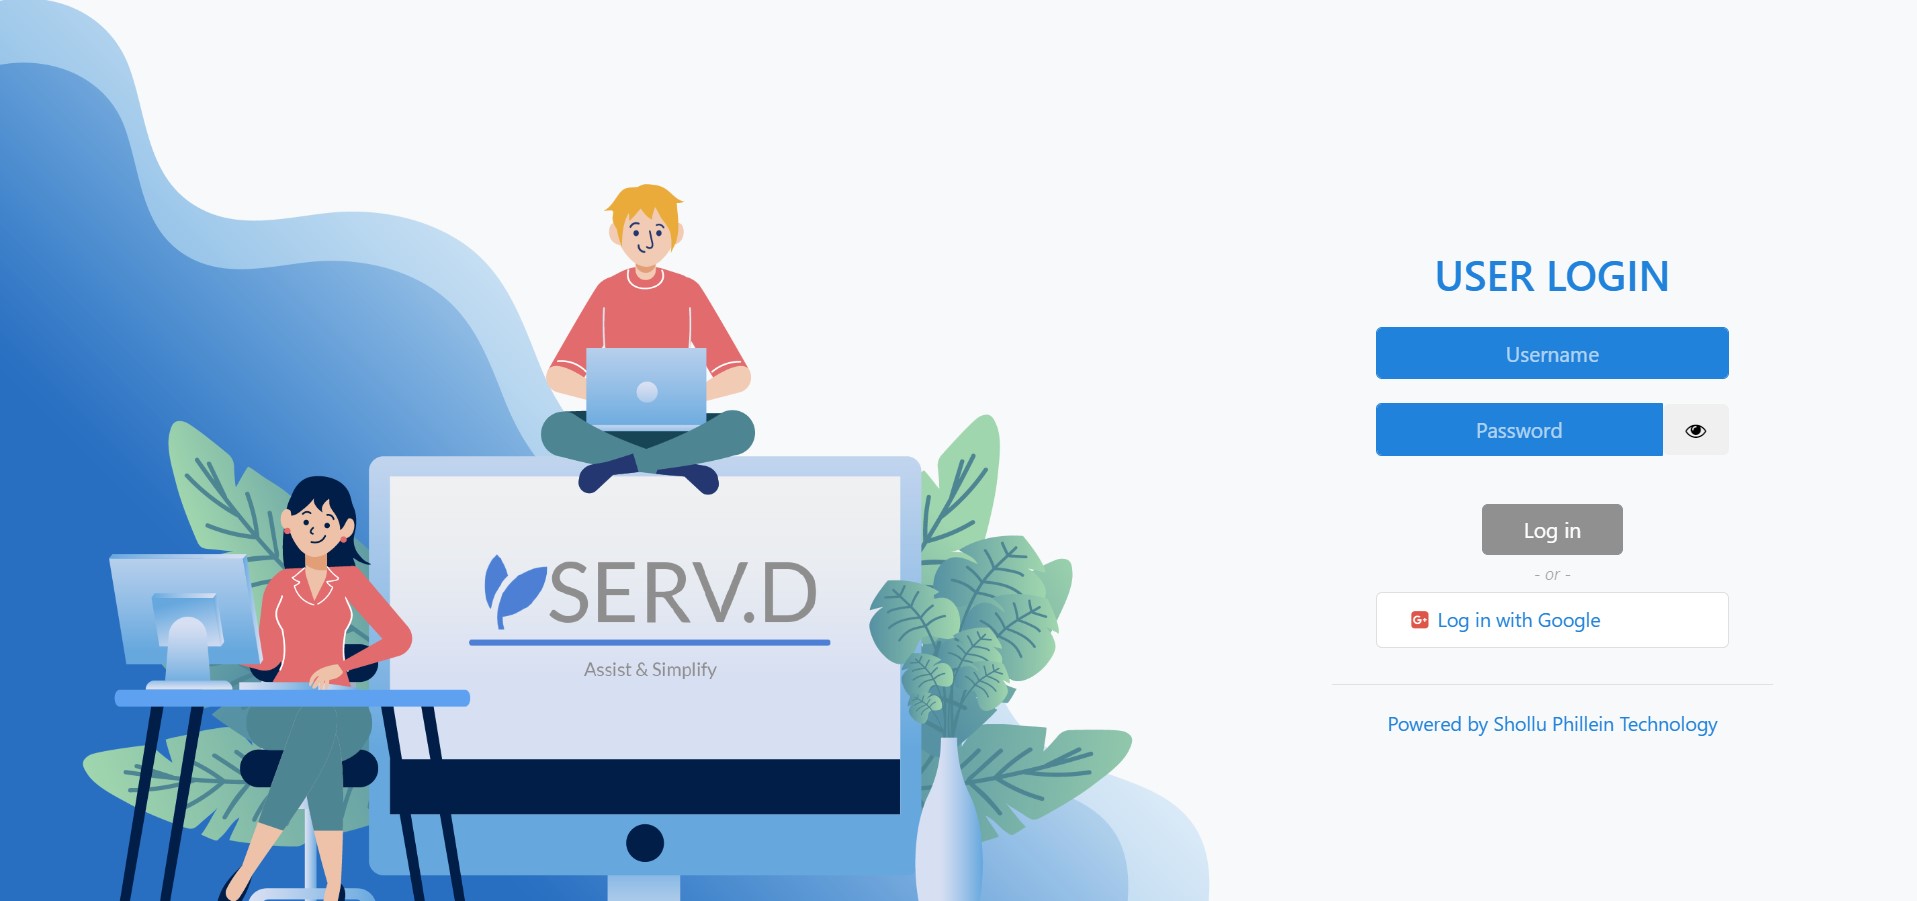 SERV.D
Assist & Simplify
USER LOGIN
Username
Password
Log in
- or -
G+ Log in with Google
Powered by Shollu Phillein Technology